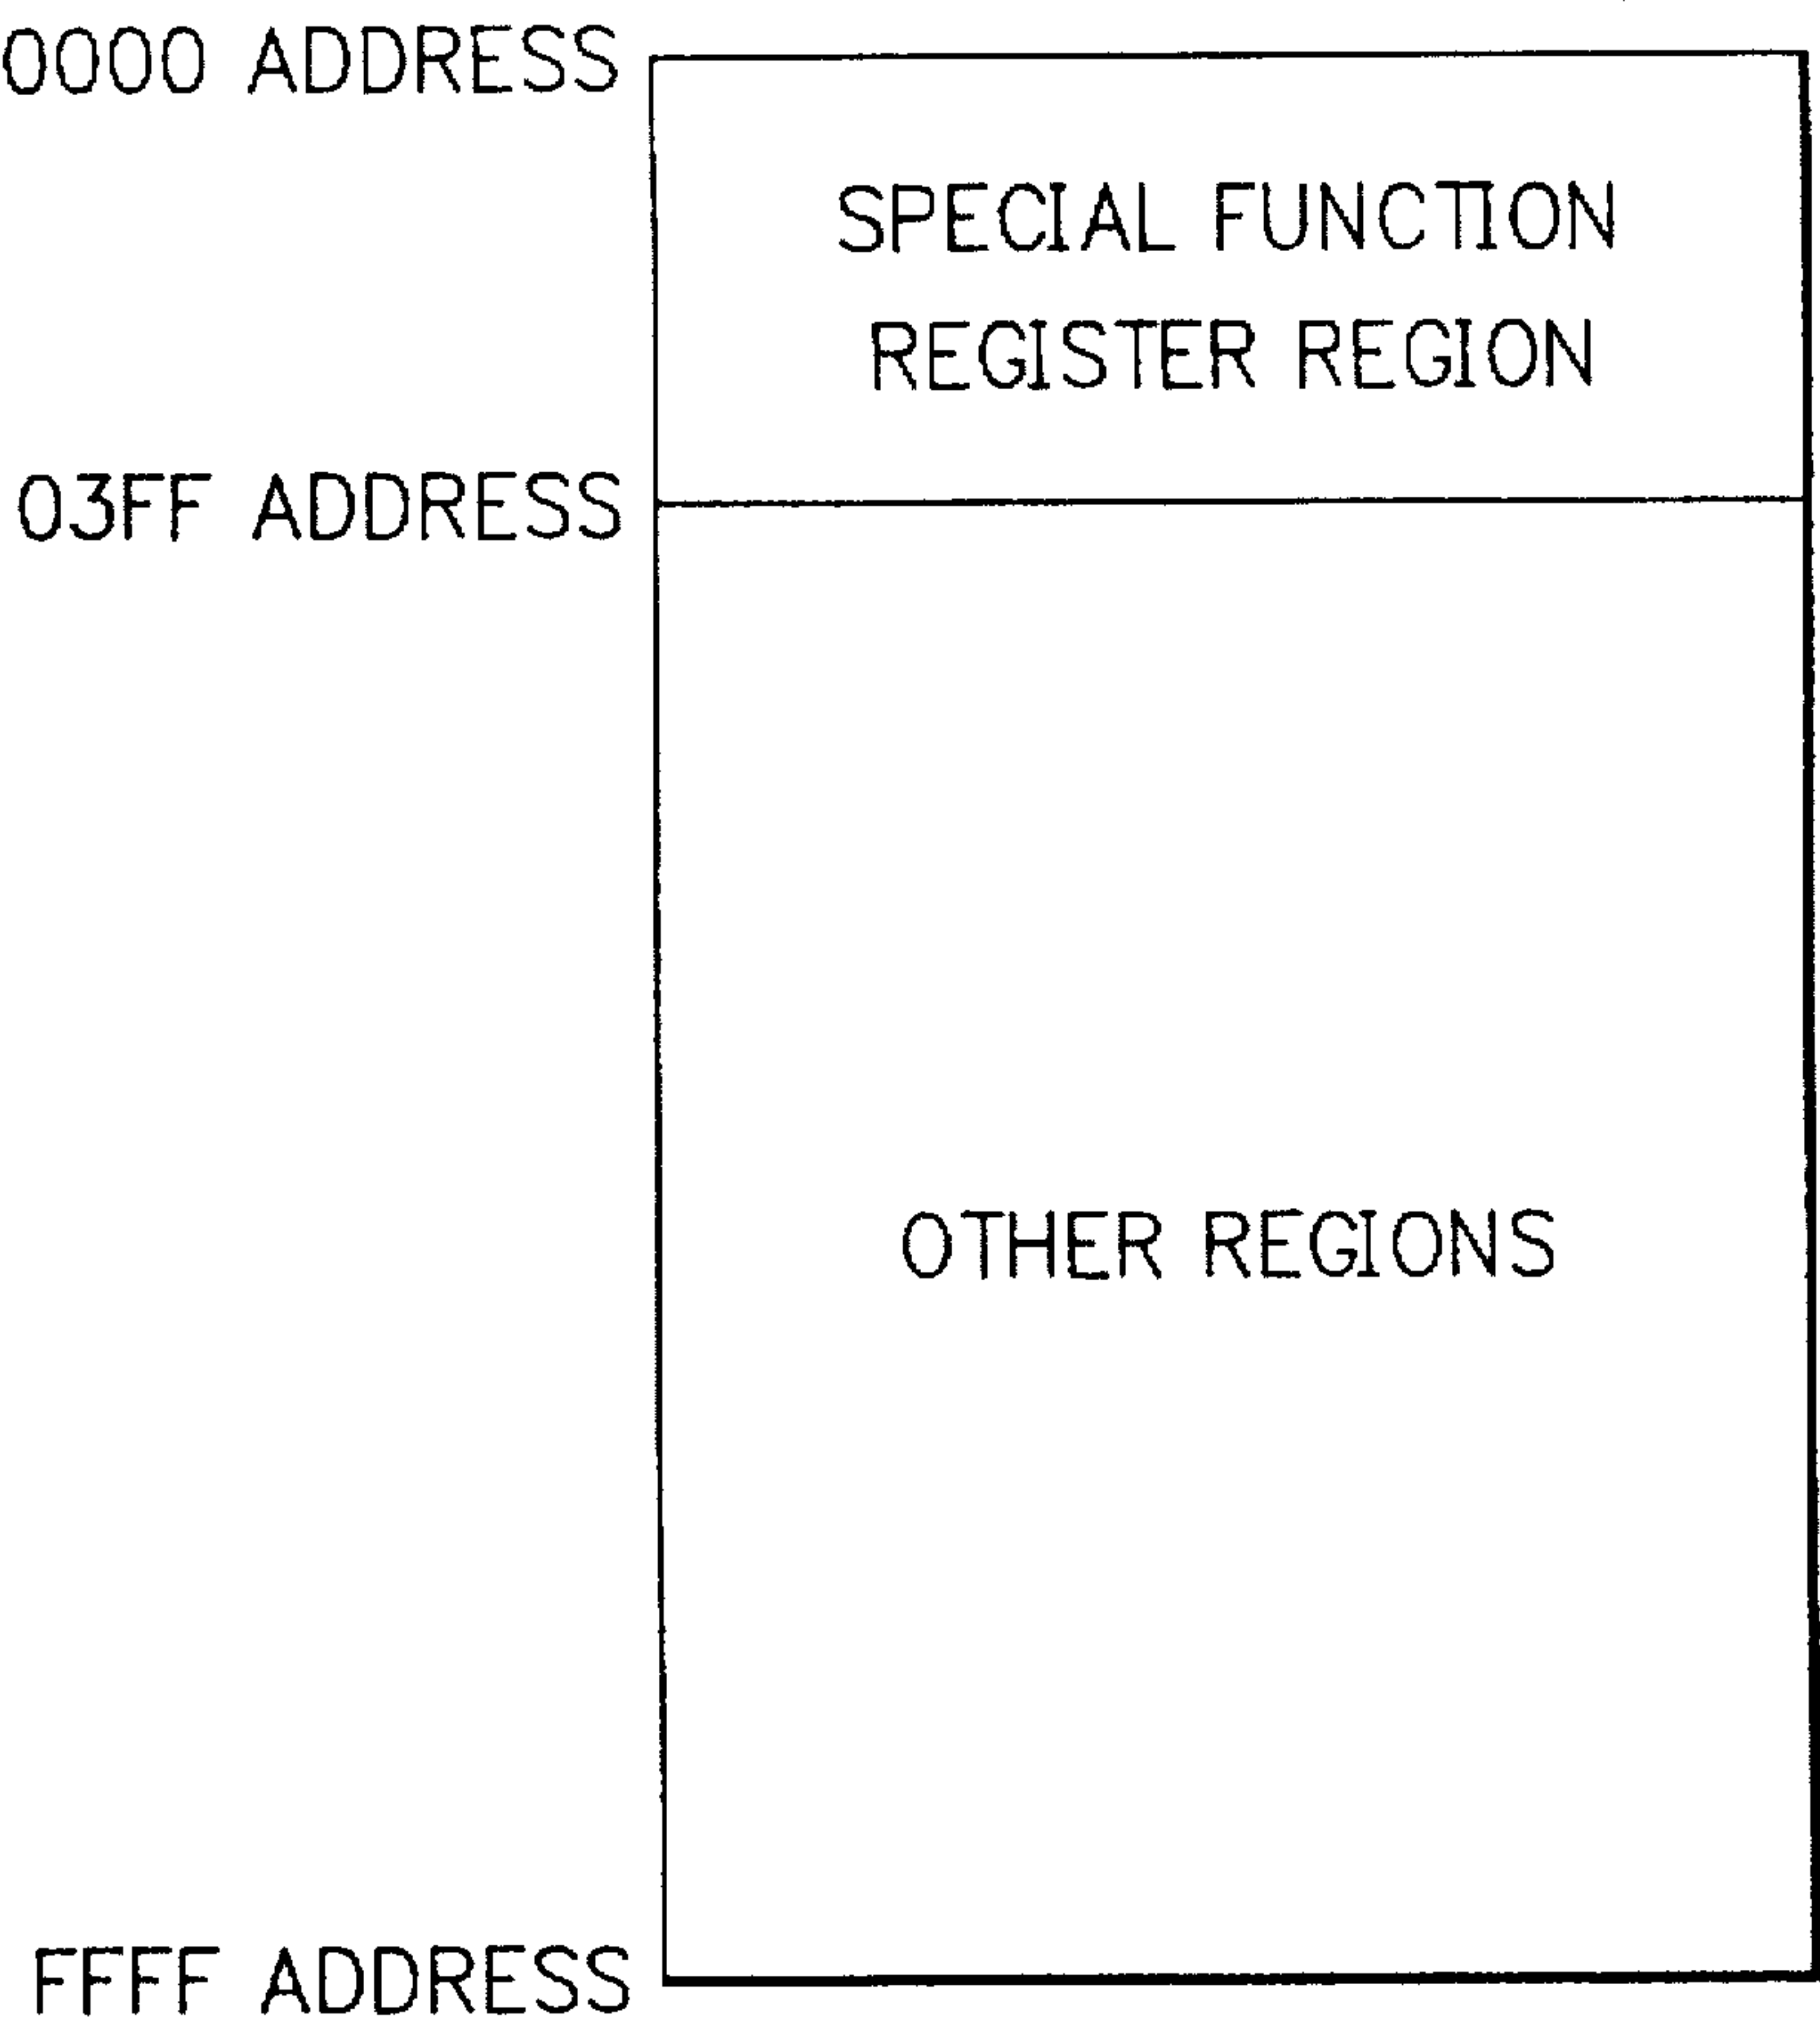 0000 ADDRESS
SPECIAL FUNCTION
REGISTER REGION
03FF ADDRESS
OTHER REGIONS
FFFF ADDRESS